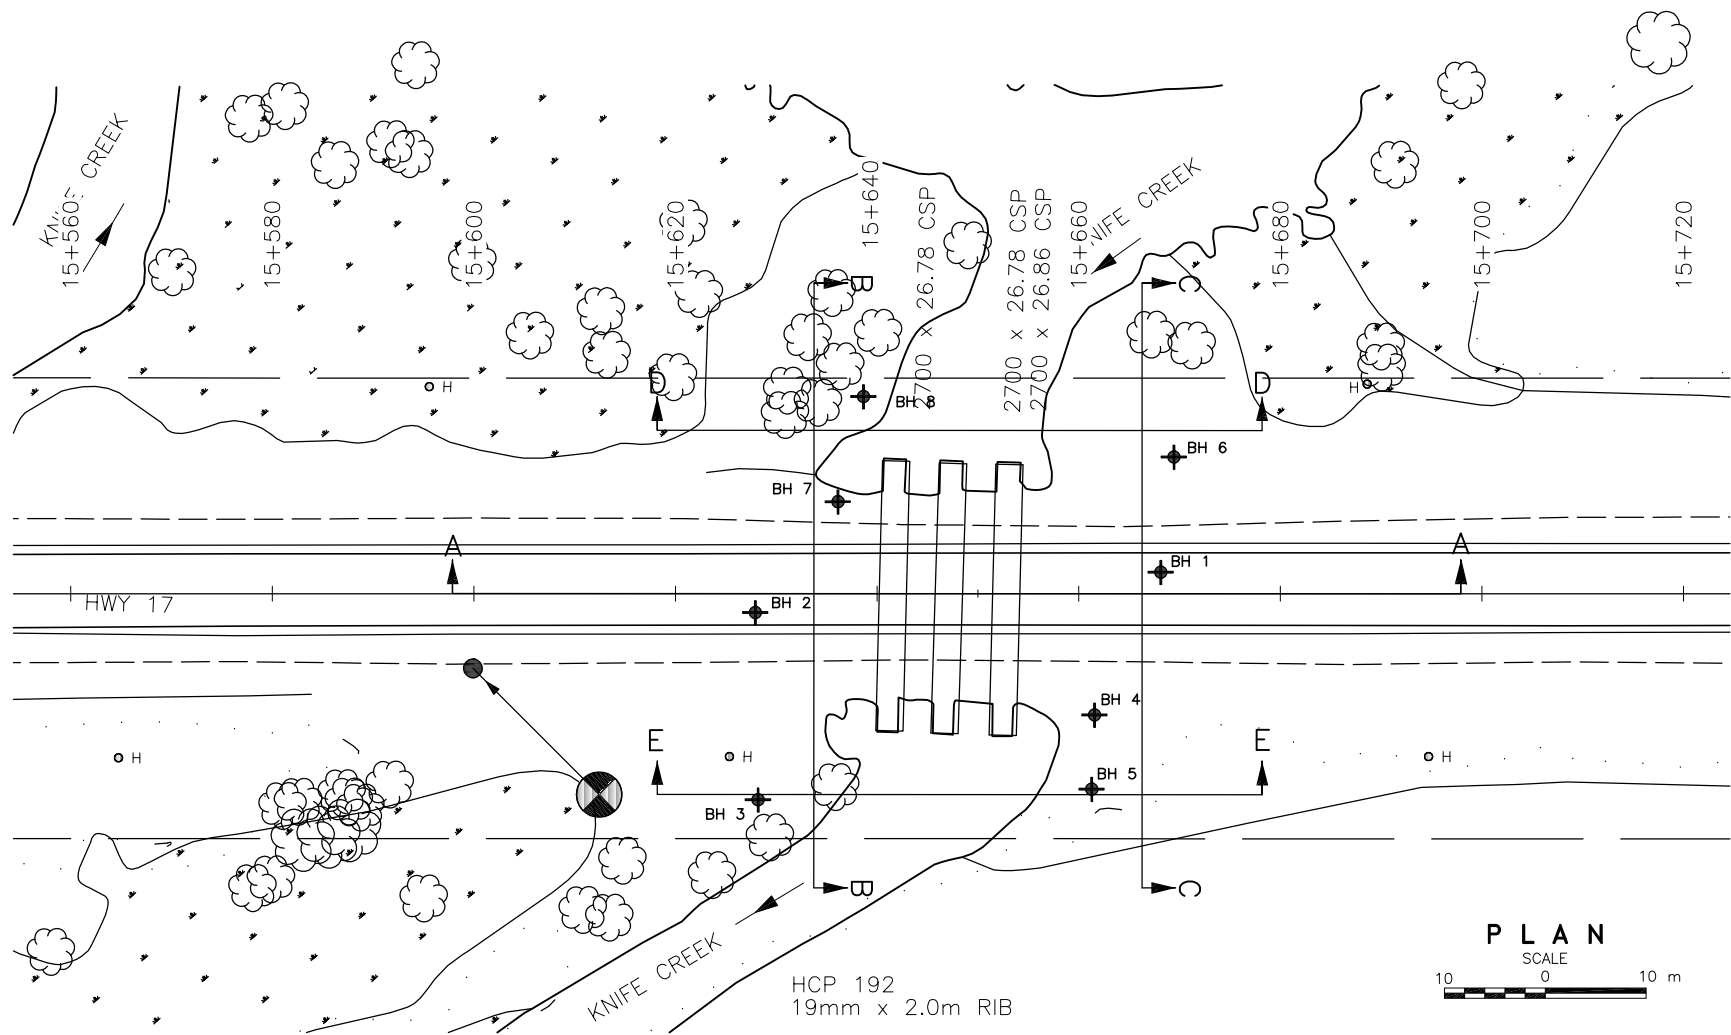 KNIFE CREEK
15+560
15+580
15+600
15+620
15+640
2700 x 26.78 CSP
2700 x 26.78 CSP
2700 x 26.86 CSP
15+660
KNIFE CREEK
15+680
15+700
15+720
B
C
H
D
BH 8
D
H
BH 6
BH 7
A
A
BH 1
HWY 17
BH 2
BH 4
E
E
H
H
H
BH 5
BH 3
B
C
KNIFE CREEK
HCP 192
19mm x 2.0m RIB
PLAN
SCALE
10 0 10 m